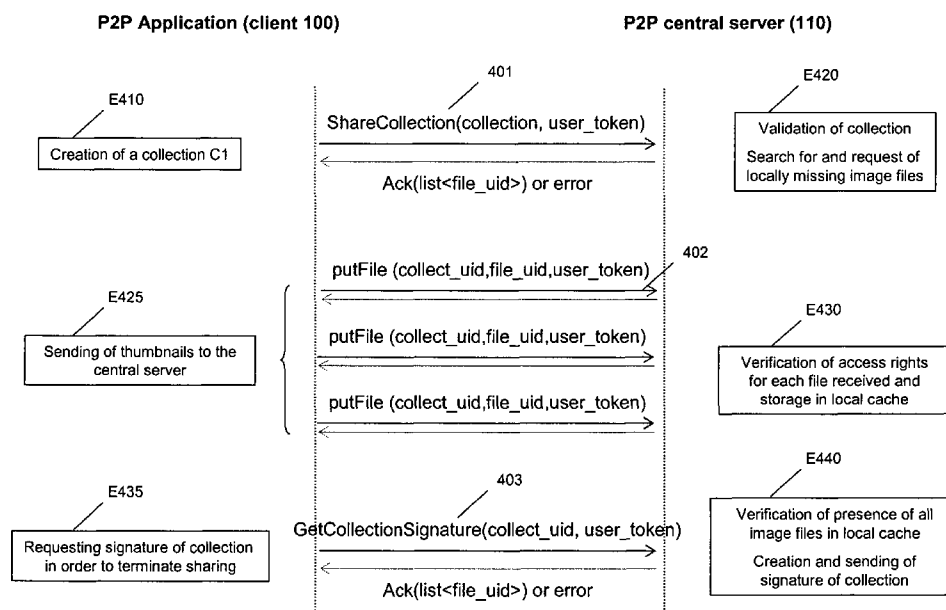 P2P Application (client 100)
P2P central server (110)
E410
Creation of a collection C1
401
ShareCollection(collection, user_token)
Ack(list<file_uid>) or error
E420
Validation of collection
Search for and request of
locally missing image files
putFile (collect_uid,file_uid,user_token)
402
E425
Sending of thumbnails to the
central server
putFile (collect_uid,file_uid,user_token)
putFile (collect_uid,file_uid,user_token)
E430
Verification of access rights
for each file received and
storage in local cache
E435
Requesting signature of collection
in order to terminate sharing
403
GetCollectionSignature(collect_uid, user_token)
Ack(list<file_uid>) or error
E440
Verification of presence of all
image files in local cache
Creation and sending of
signature of collection